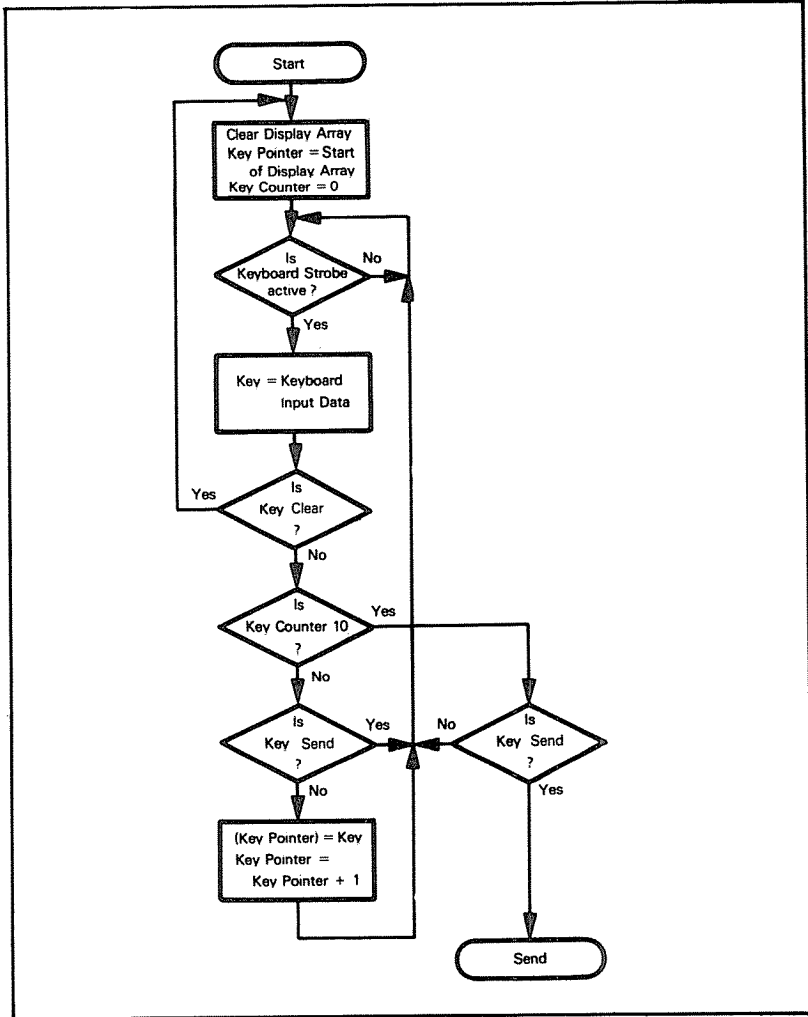 Start
Clear Display Array
Key Pointer = Start
of Display Array
Key Counter = 0
Is
Keyboard Strobe
active ?
No
Yes
Key = Keyboard
Input Data
Is
Key Clear
?
Yes
No
Is
Key Counter 10
?
Yes
No
Is
Key Send
?
Yes
No
Is
Key Send
?
No
Yes
(Key Pointer) = Key
Key Pointer =
Key Pointer + 1
Send